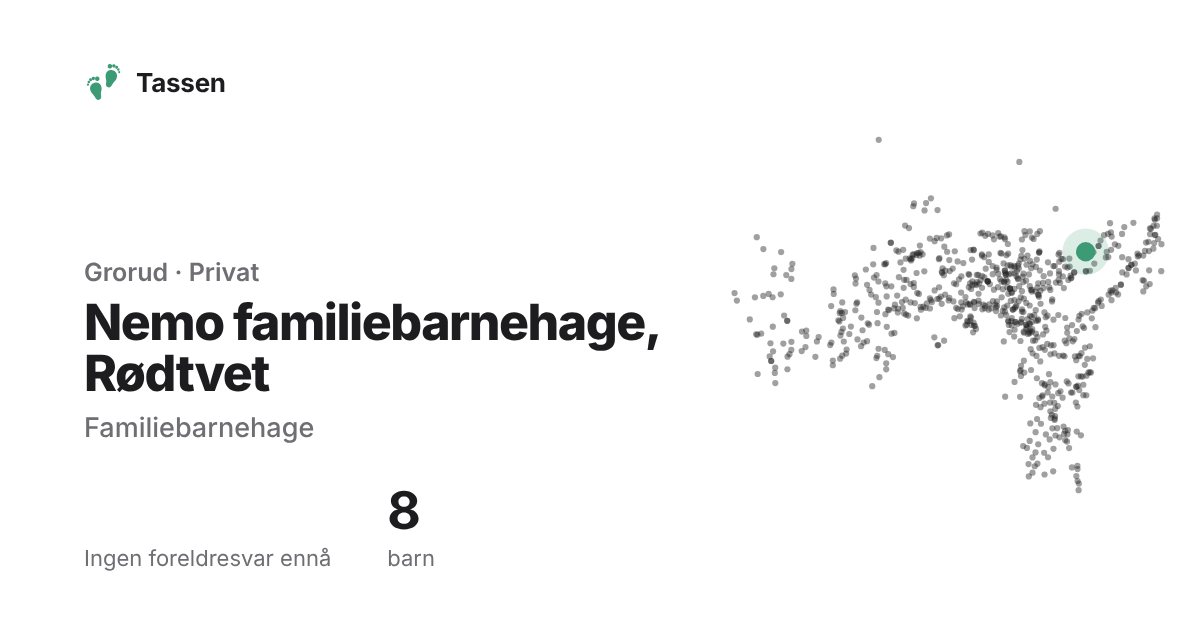 Tassen
Grorud · Privat
Nemo familiebarnehage,
Rødtvet
Familiebarnehage
8
Ingen foreldresvar ennå
barn